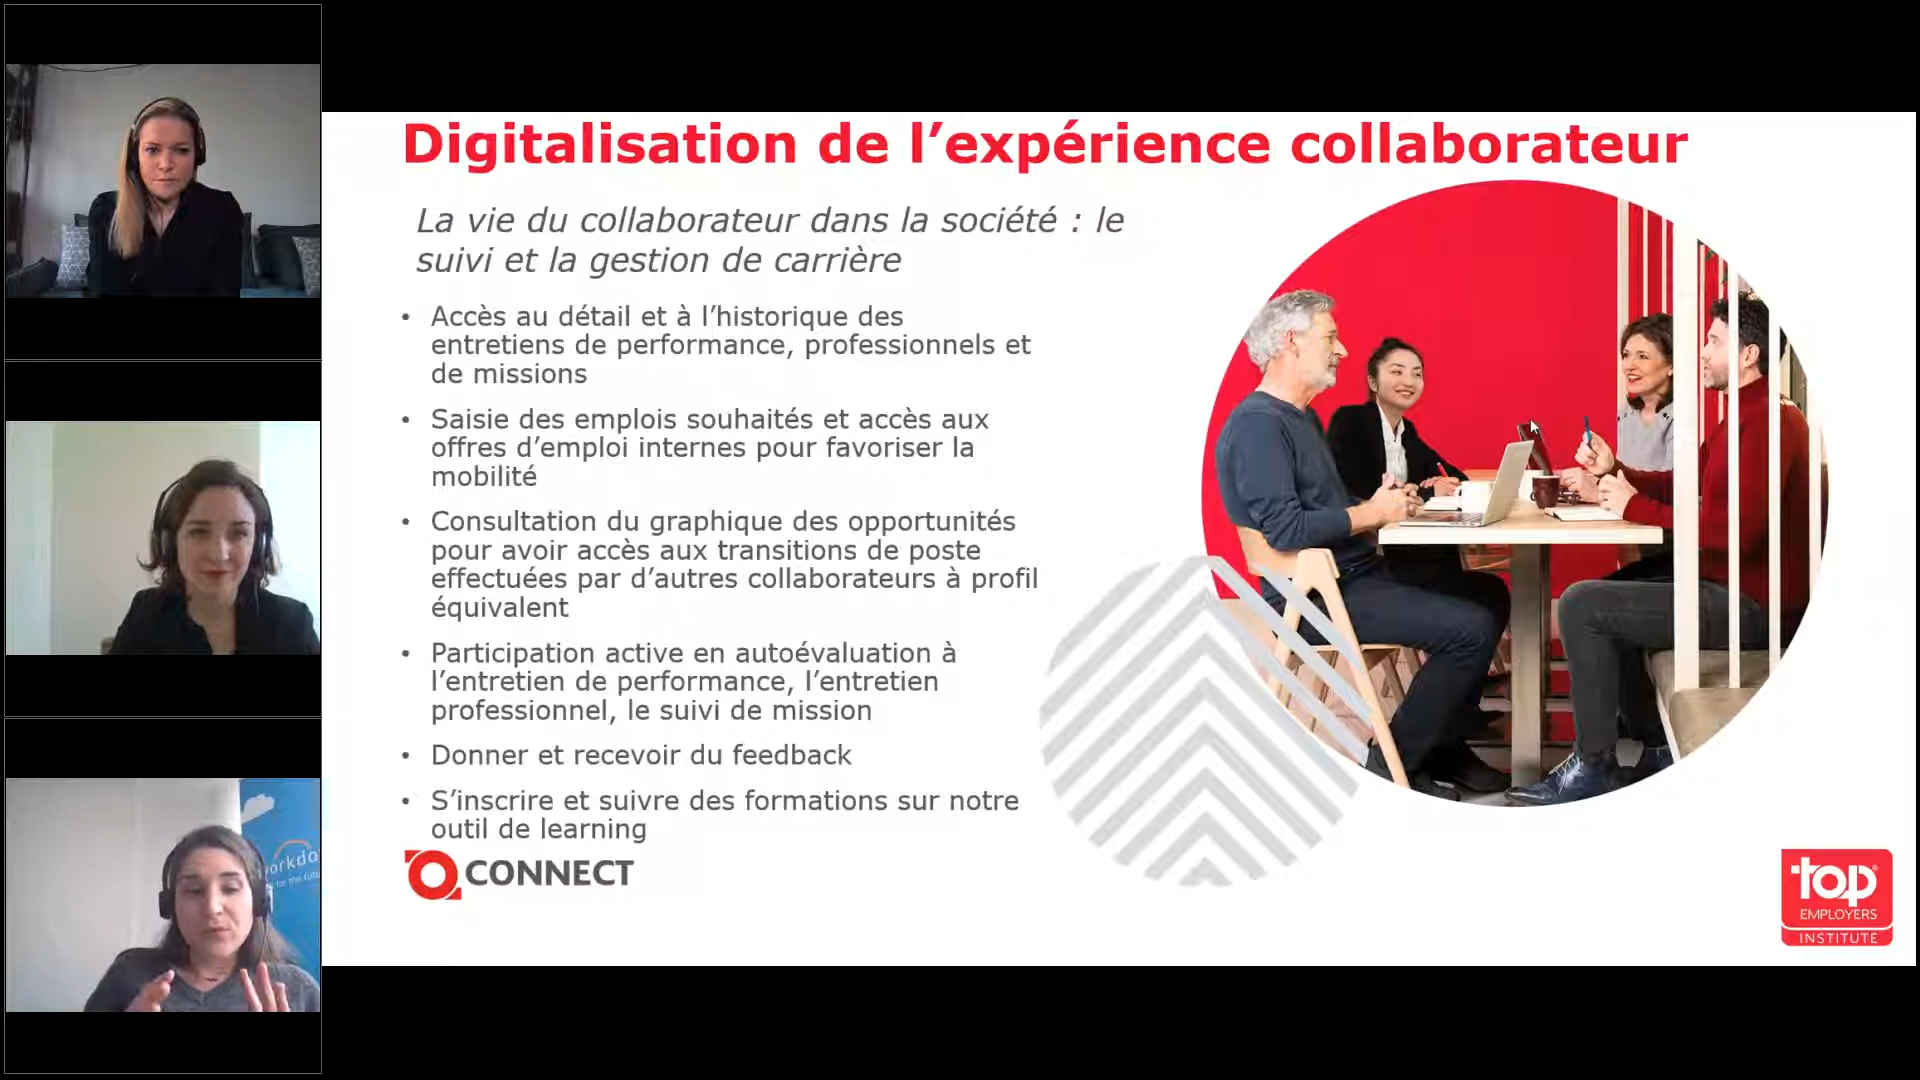 Digitalisation de l’expérience collaborateur
La vie du collaborateur dans la société : le
suivi et la gestion de carrière
• Accès au détail et à l’historique des
entretiens de performance, professionnels et
de missions
• Saisie des emplois souhaités et accès aux
offres d’emploi internes pour favoriser la
mobilité
• Consultation du graphique des opportunités
pour avoir accès aux transitions de poste
effectuées par d’autres collaborateurs à profil
équivalent
• Participation active en autoévaluation à
l’entretien de performance, l’entretien
professionnel, le suivi de mission
• Donner et recevoir du feedback
• S’inscrire et suivre des formations sur notre
outil de learning
CONNECT
top
EMPLOYERS
INSTITUTE
for the